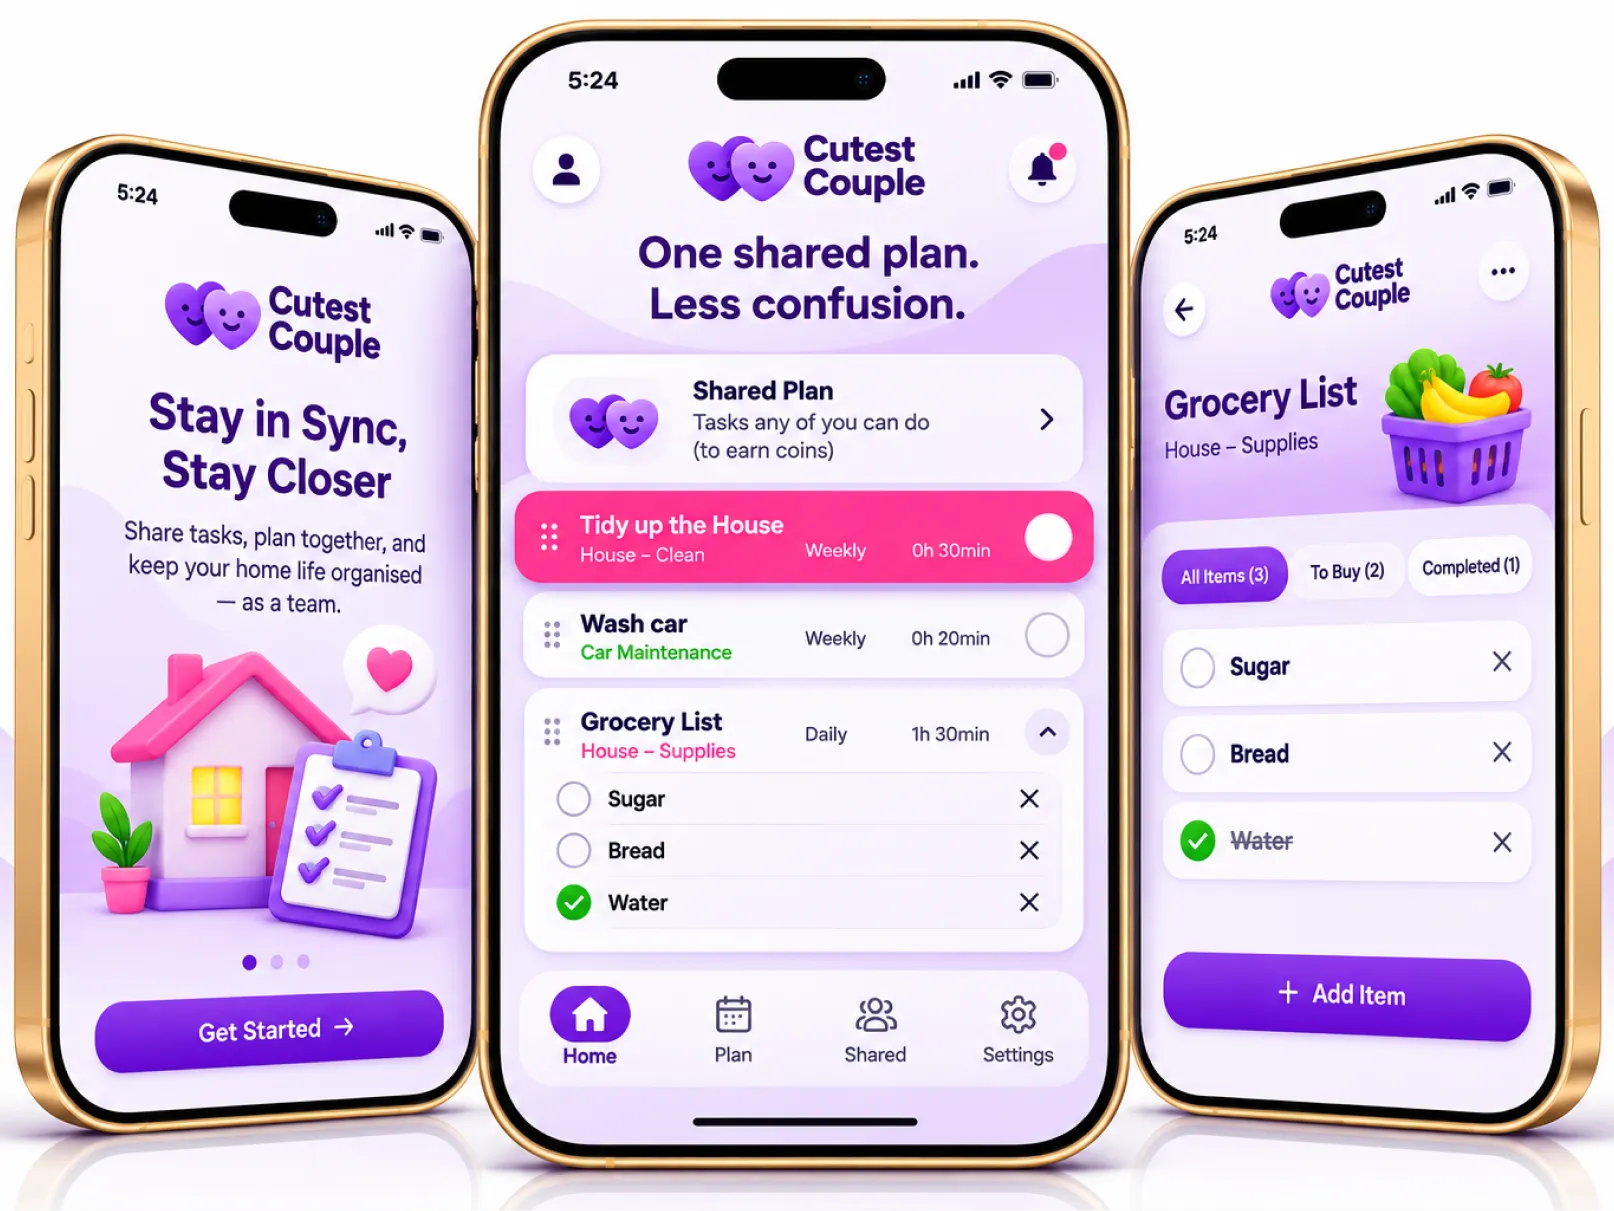 5:24
Cutest
Couple
Stay in Sync,
Stay Closer
Share tasks, plan together, and
keep your home life organised
— as a team.
Get Started →
5:24
Cutest
Couple
One shared plan.
Less confusion.
Shared Plan
Tasks any of you can do
(to earn coins)
Tidy up the House
House – Clean
Weekly
0h 30min
Wash car
Car Maintenance
Weekly
0h 20min
Grocery List
House – Supplies
Daily
1h 30min
Sugar
Bread
Water
Home
Plan
Shared
Settings
5:24
Cutest
Couple
Grocery List
House – Supplies
All Items (3)
To Buy (2)
Completed (1)
Sugar
Bread
Water
+ Add Item